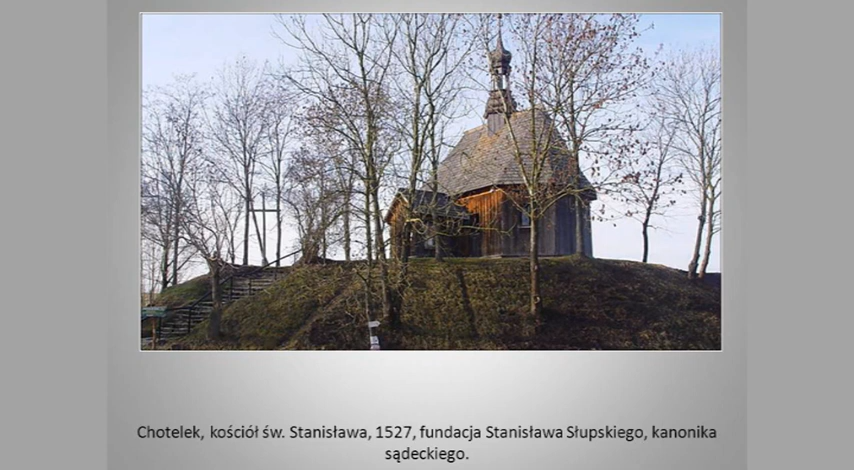 Chotelek, kościół św. Stanisława, 1527, fundacja Stanisława Słupskiego, kanonika
sądeckiego.